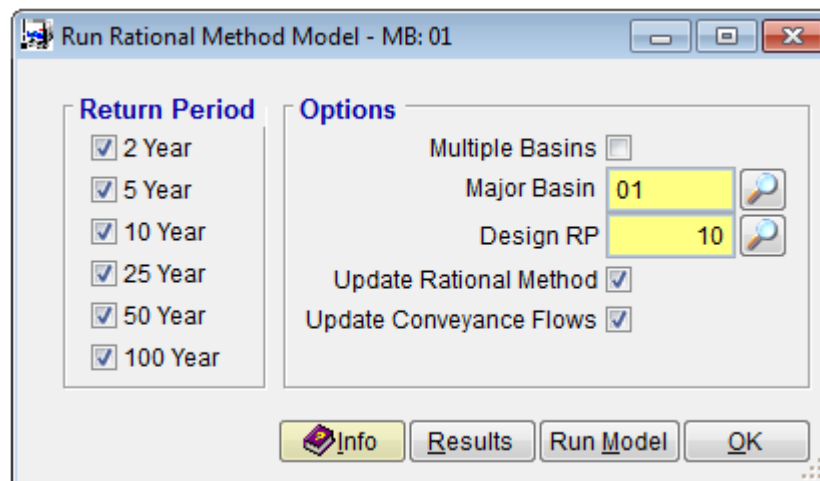 Run Rational Method Model - MB: 01
Return Period
2 Year
5 Year
10 Year
25 Year
50 Year
100 Year
Options
Multiple Basins
Major Basin 01
Design RP 10
Update Rational Method
Update Conveyance Flows
Info Results Run Model OK